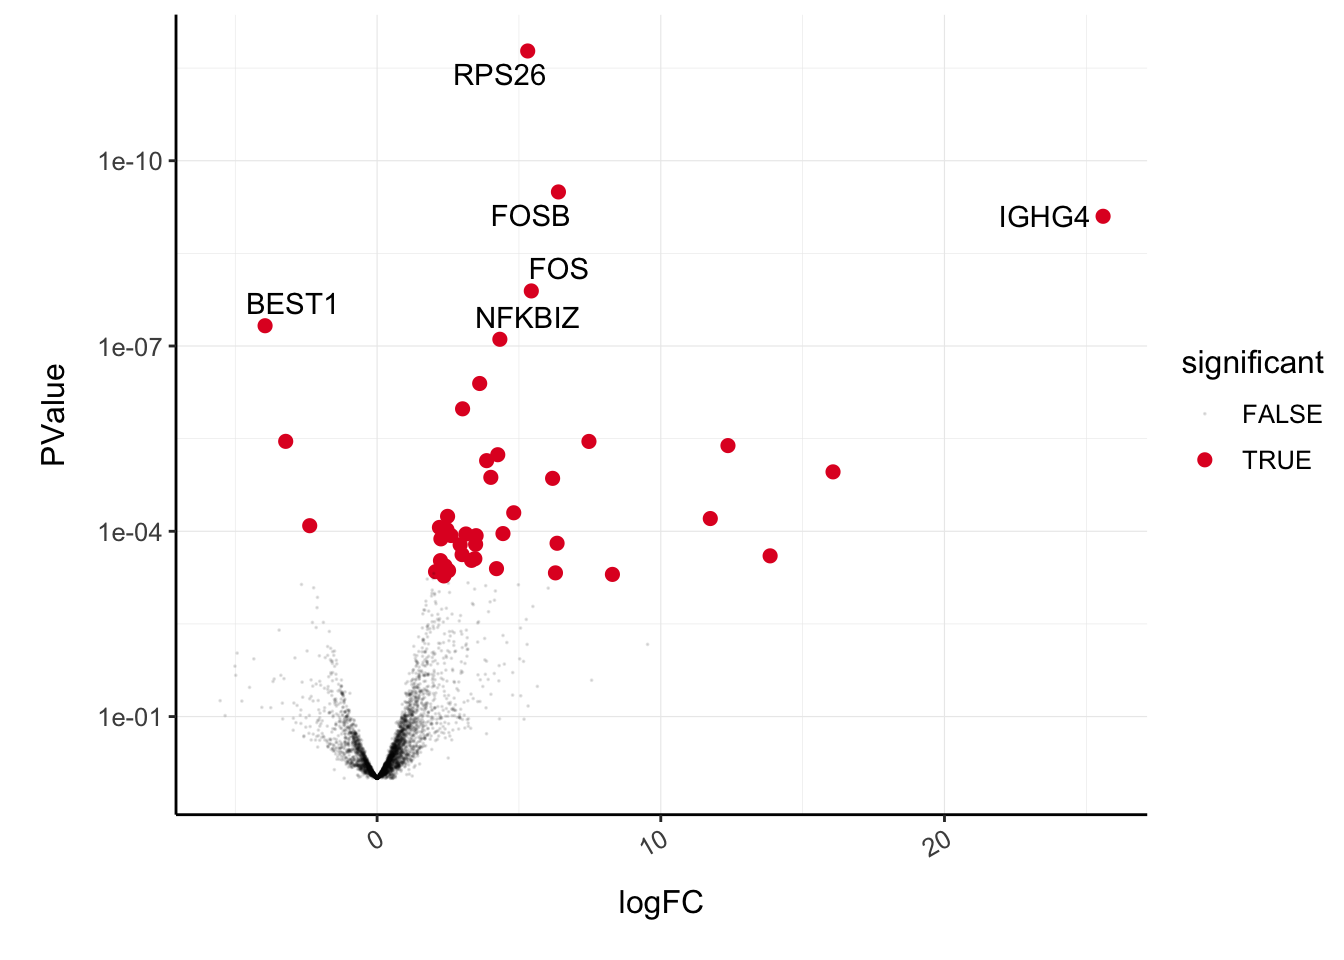 RPS26
1e-10
FOSB
IGHG4
FOS
BEST1
NFKBIZ
1e-07
PValue
significant
FALSE
TRUE
1e-04
1e-01
0
10
20
logFC